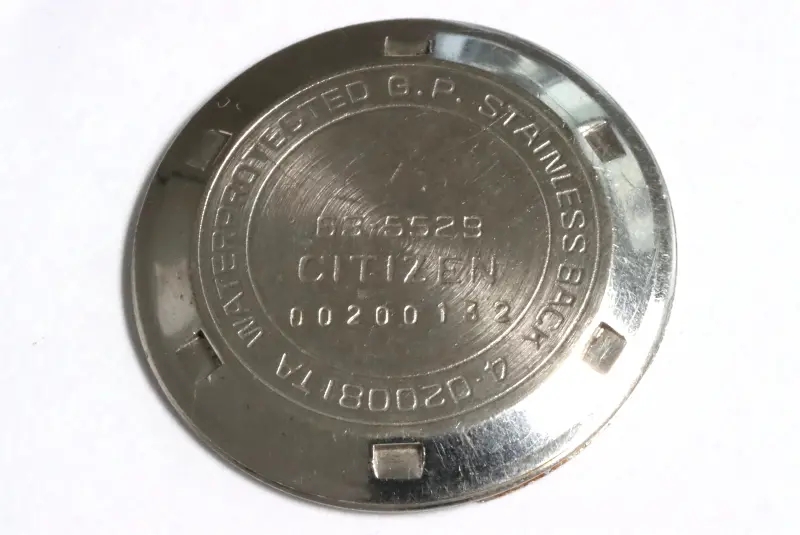 WATERPROTECTED G.P. STAINLESS BACK 4-020081TA
CITIZEN
00200132